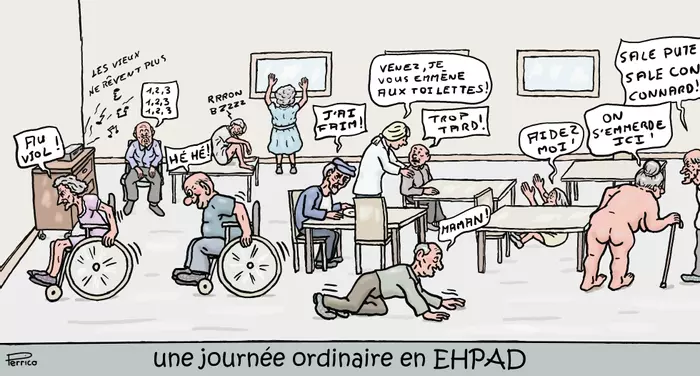 LES VIEUX
NE RÊVENT PLUS
AU
VIOL!
1,2,3
1,2,3
1,2,3
HÉHÉ!
RRRON
BZZZZ
J'AI
FAIM!
VENEZ, JE
VOUS EMMÈNE
AUX TOILETTES!
TROP
TARD!
MAMAN!
AIDEZ
MOI!
ON
S'EMMERDE
ICI!
SALE PUTE
SALE CON
CONNARD!
Perrico
une journée ordinaire en EHPAD